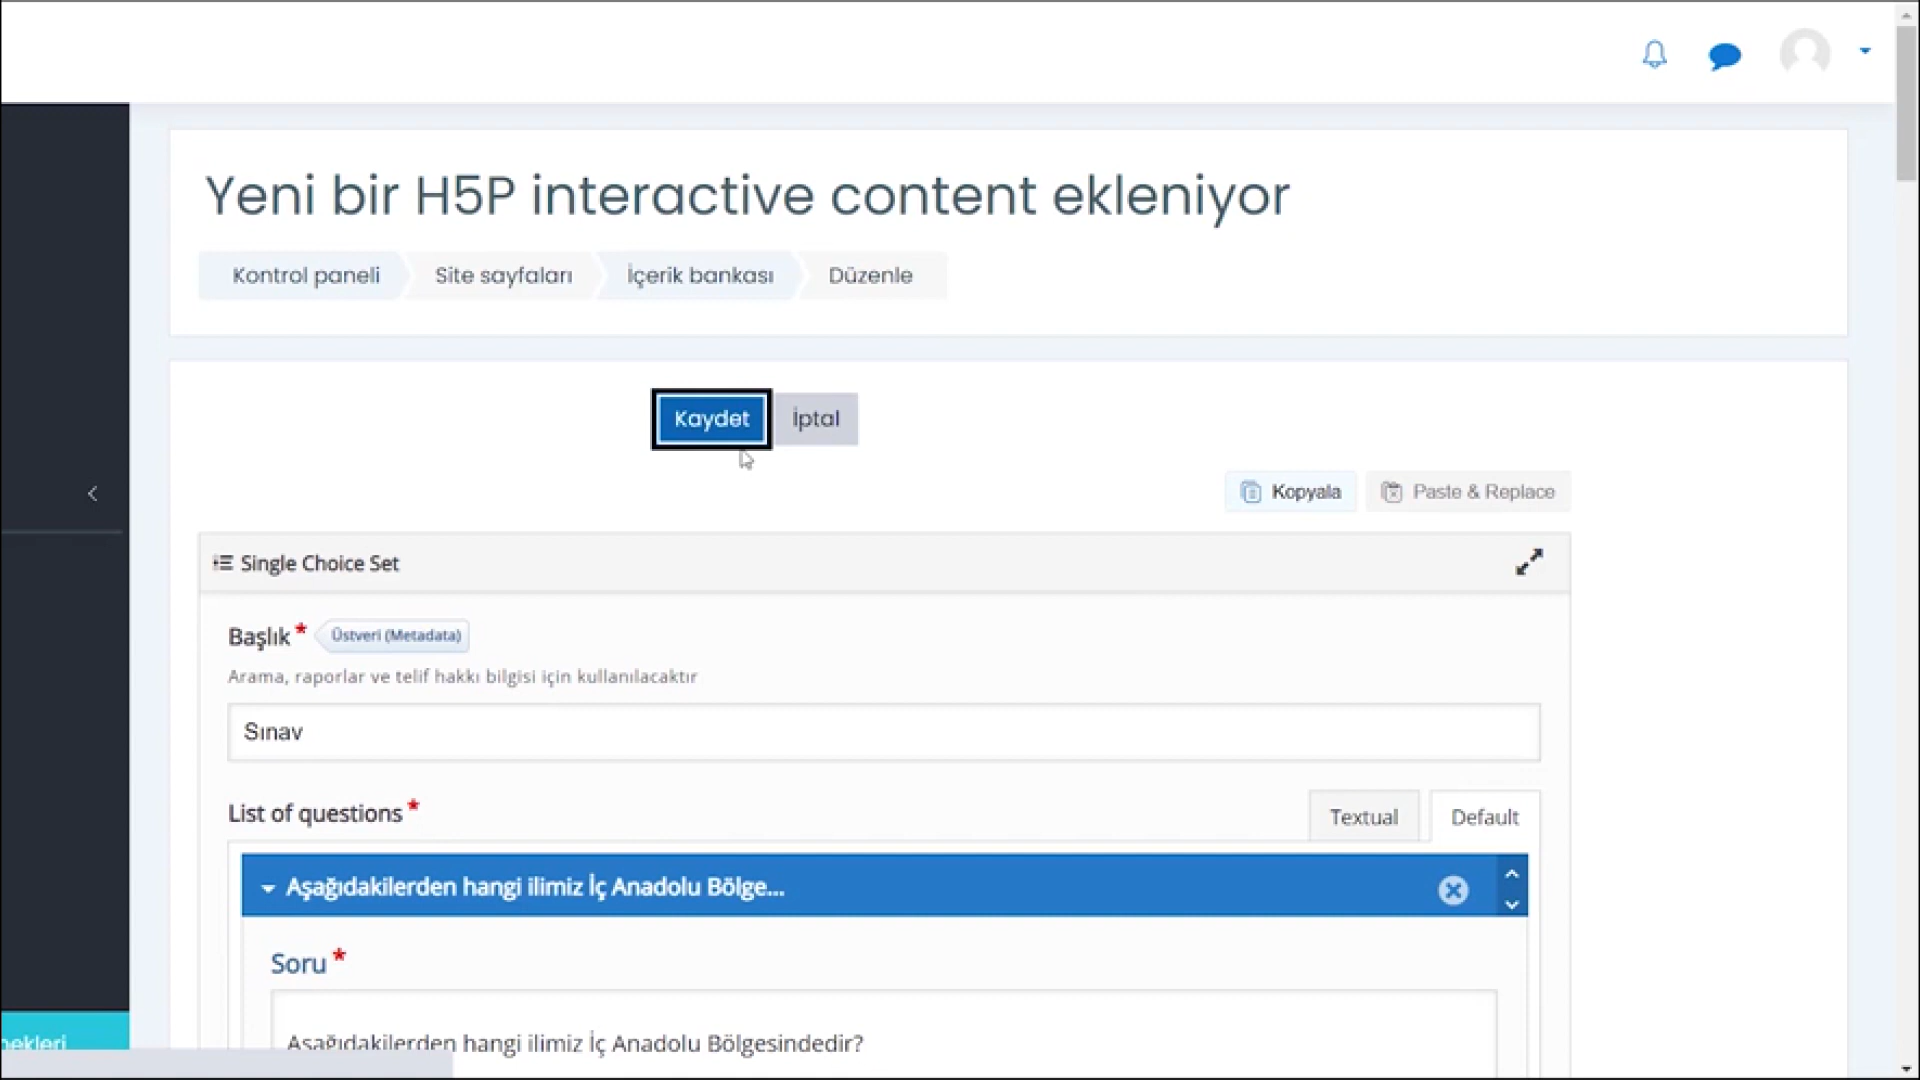 Yeni bir H5P interactive content ekleniyor
Kontrol paneli
Site sayfaları
İçerik bankası
Düzenle
Kaydet
İptal
Kopyala
Paste & Replace
Single Choice Set
Başlık *
Üstveri (Metadata)
Arama, raporlar ve telif hakkı bilgisi için kullanılacaktır
Sınav
List of questions *
Textual
Default
Aşağıdakilerden hangi ilimiz İç Anadolu Bölge...
Soru *
Aşağıdakilerden hangi ilimiz İç Anadolu Bölgesindedir?